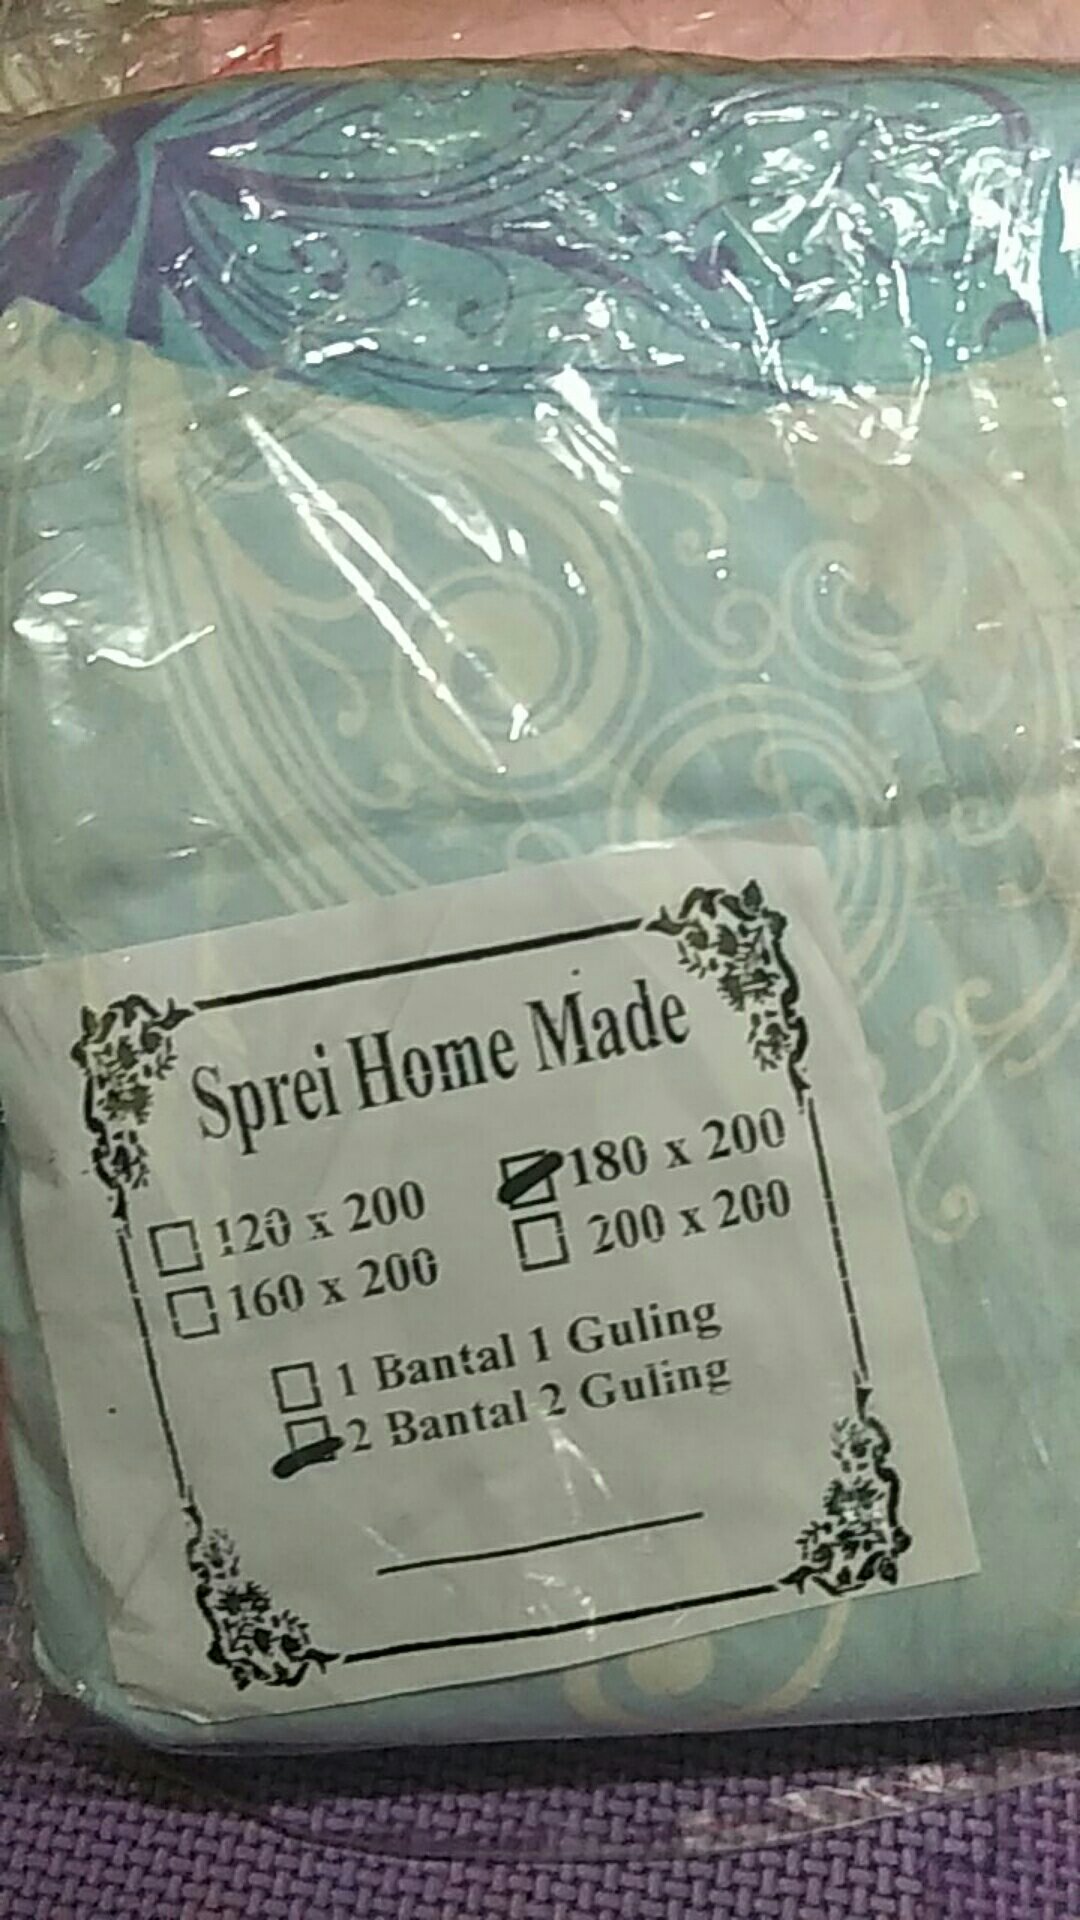 Sprei Home Made
120 x 200
180 x 200
160 x 200
200 x 200
1 Bantal 1 Guling
2 Bantal 2 Guling